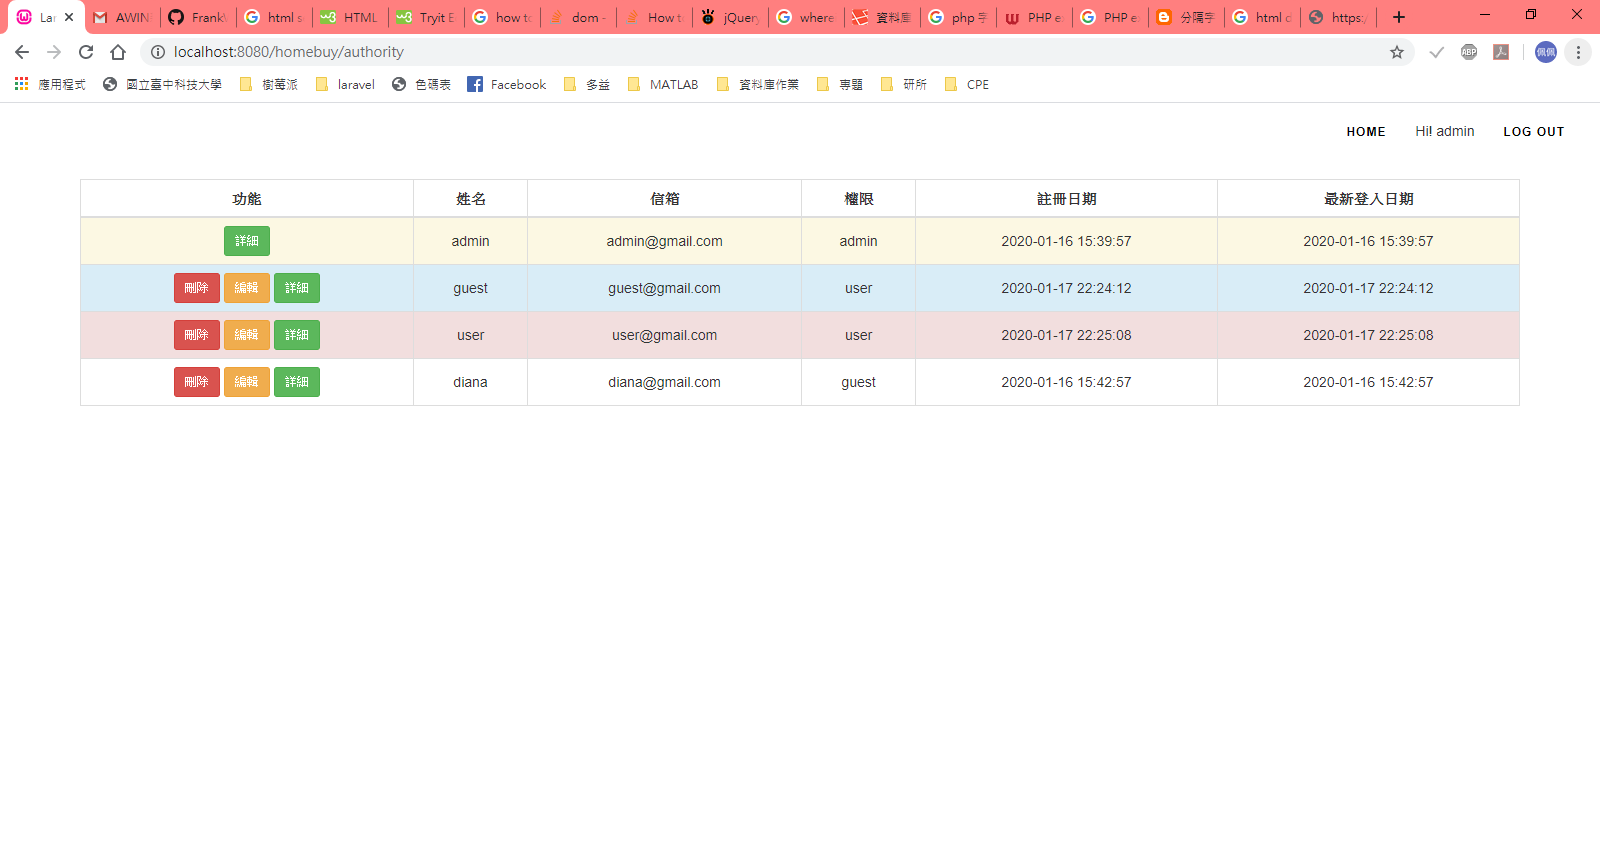 Lar AWIN FrankV html s HTML Tryit E how to dom - How to jQuery where 資料庫 php 字 PHP e PHP e 分隔字 html d https:/
localhost:8080/homebuy/authority ABP 佩佩
應用程式 國立臺中科技大學 樹莓派 laravel 色碼表 Facebook 多益 MATLAB 資料庫作業 專題 研所 CPE
HOME Hi! admin LOG OUT
功能 姓名 信箱 權限 註冊日期 最新登入日期
詳細 admin admin@gmail.com admin 2020-01-16 15:39:57 2020-01-16 15:39:57
刪除 編輯 詳細 guest guest@gmail.com user 2020-01-17 22:24:12 2020-01-17 22:24:12
刪除 編輯 詳細 user user@gmail.com user 2020-01-17 22:25:08 2020-01-17 22:25:08
刪除 編輯 詳細 diana diana@gmail.com guest 2020-01-16 15:42:57 2020-01-16 15:42:57